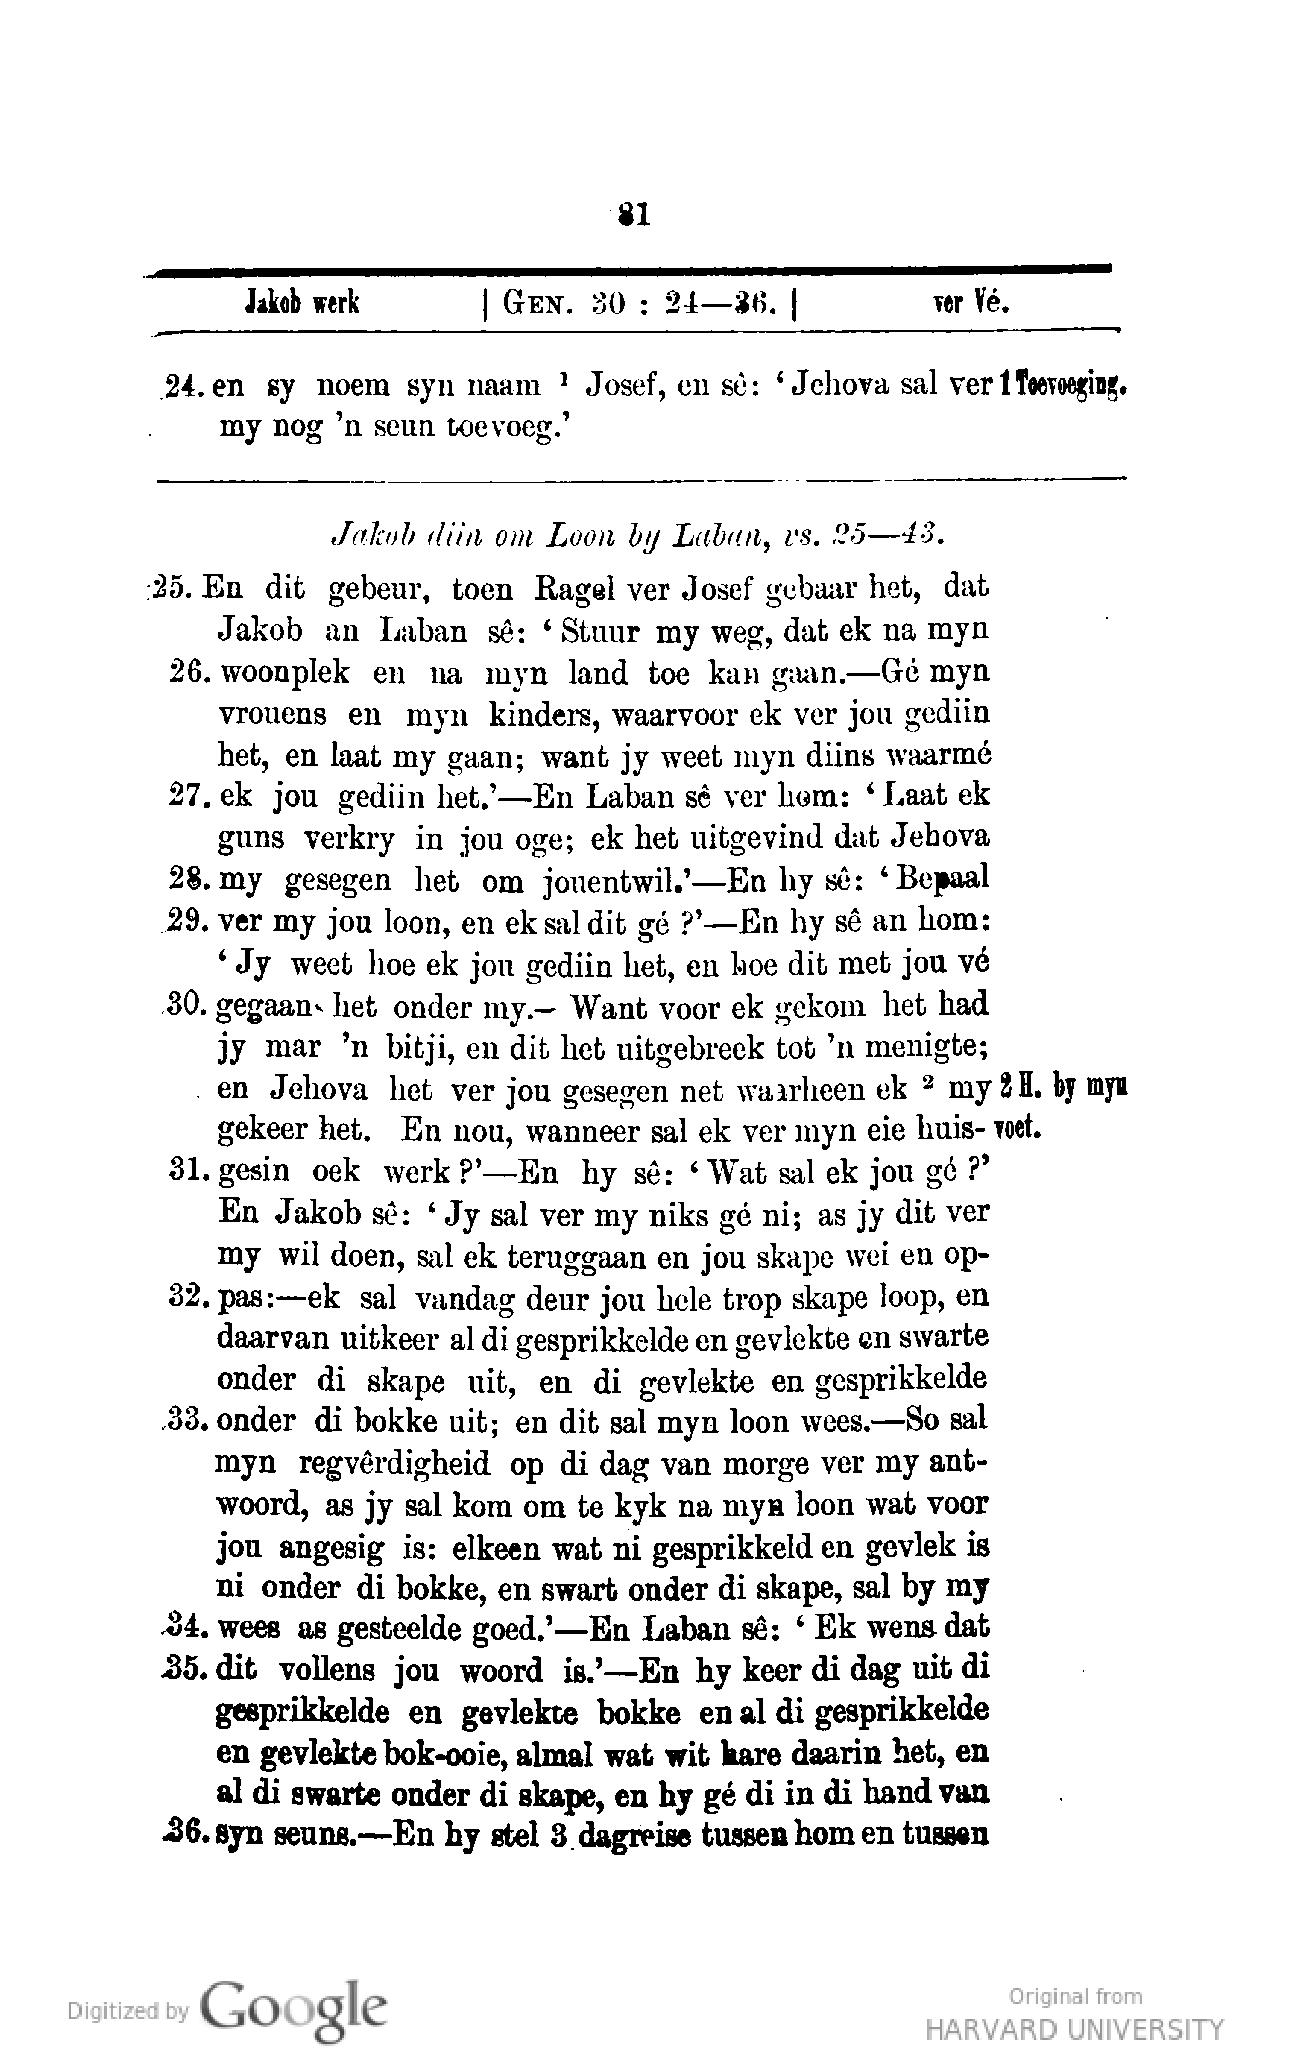 81
Jakob werk | GEN. 30 : 24—36. | ver Vé.
24. en sy noem syn naam ¹ Josef, en sê: ‘Jehova sal ver 1 Toevoeging.
my nog ’n seun toevoeg.’
Jakob diin om Loon by Laban, vs. 25—43.
25. En dit gebeur, toen Ragel ver Josef gebaar het, dat
Jakob an Laban sê: ‘Stuur my weg, dat ek na myn
26. woonplek en na myn land toe kan gaan.—Gé myn
vrouens en myn kinders, waarvoor ek ver jou gediin
het, en laat my gaan; want jy weet myn diins waarmé
27. ek jou gediin het.’—En Laban sê ver hom: ‘Laat ek
guns verkry in jou oge; ek het uitgevind dat Jehova
28. my gesegen het om jouentwil.’—En hy sê: ‘Bepaal
29. ver my jou loon, en ek sal dit gé?’—En hy sê an hom:
‘Jy weet hoe ek jou gediin het, en hoe dit met jou vé
30. gegaan het onder my.— Want voor ek gekom het had
jy mar ’n bitji, en dit het uitgebreek tot ’n menigte;
en Jehova het ver jou gesegen net waarheen ek ² my 2 H. by myn
gekeer het. En nou, wanneer sal ek ver myn eie huis- voet.
31. gesin oek werk?’—En hy sê: ‘Wat sal ek jou gé?’
En Jakob sê: ‘Jy sal ver my niks gé ni; as jy dit ver
my wil doen, sal ek teruggaan en jou skape wei en op-
32. pas:—ek sal vandag deur jou hele trop skape loop, en
daarvan uitkeer al di gesprikkelde en gevlekte en swarte
onder di skape uit, en di gevlekte en gesprikkelde
33. onder di bokke uit; en dit sal myn loon wees.—So sal
myn regvêrdigheid op di dag van morge ver my ant-
woord, as jy sal kom om te kyk na myn loon wat voor
jou angesig is: elkeen wat ni gesprikkeld en gevlek is
ni onder di bokke, en swart onder di skape, sal by my
34. wees as gesteelde goed.’—En Laban sê: ‘Ek wens dat
35. dit vollens jou woord is.’—En hy keer di dag uit di
gesprikkelde en gevlekte bokke en al di gesprikkelde
en gevlekte bok-ooie, almal wat wit hare daarin het, en
al di swarte onder di skape, en hy gé di in di hand van
36. syn seuns.—En hy stel 3 dagreise tussen hom en tussen
Digitized by Google
Original from
HARVARD UNIVERSITY